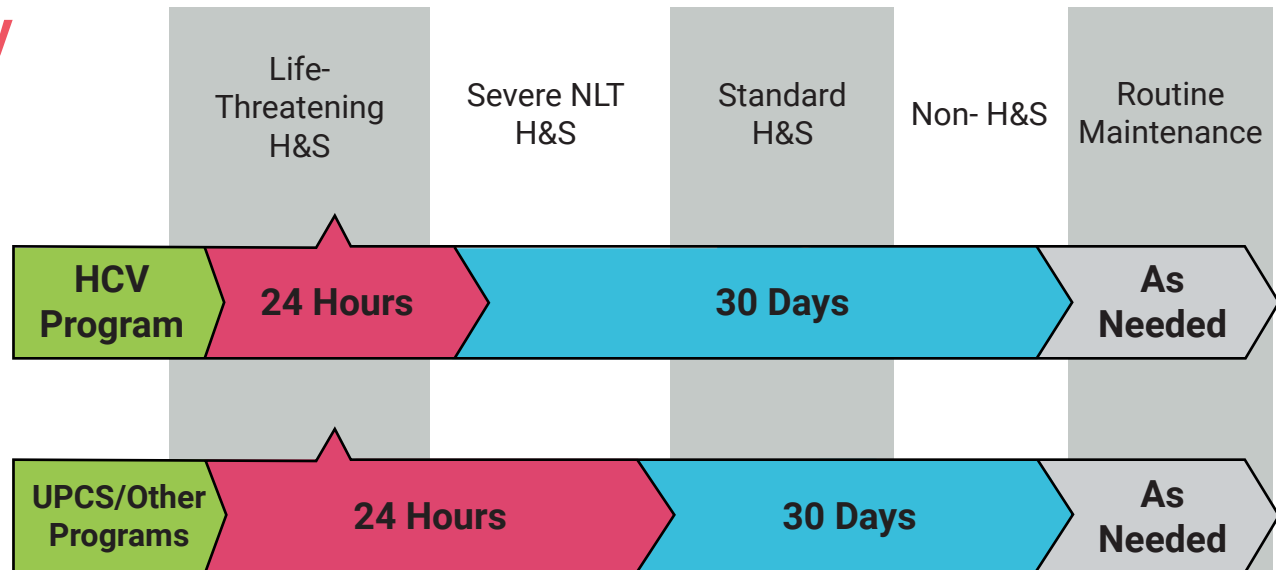 Life-
Threatening
H&S
Severe NLT
H&S
Standard
H&S
Non- H&S
Routine
Maintenance
HCV
Program
24 Hours
30 Days
As
Needed
UPCS/Other
Programs
24 Hours
30 Days
As
Needed